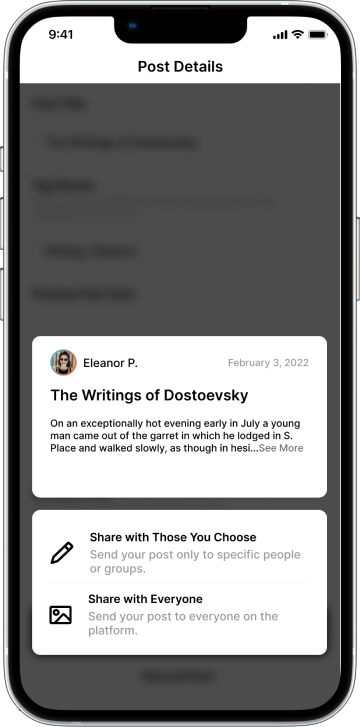 9:41
Post Details
Eleanor P.
February 3, 2022
The Writings of Dostoevsky
On an exceptionally hot evening early in July a young
man came out of the garret in which he lodged in S.
Place and walked slowly, as though in hesi...See More
Share with Those You Choose
Send your post only to specific people
or groups.
Share with Everyone
Send your post to everyone on the
platform.